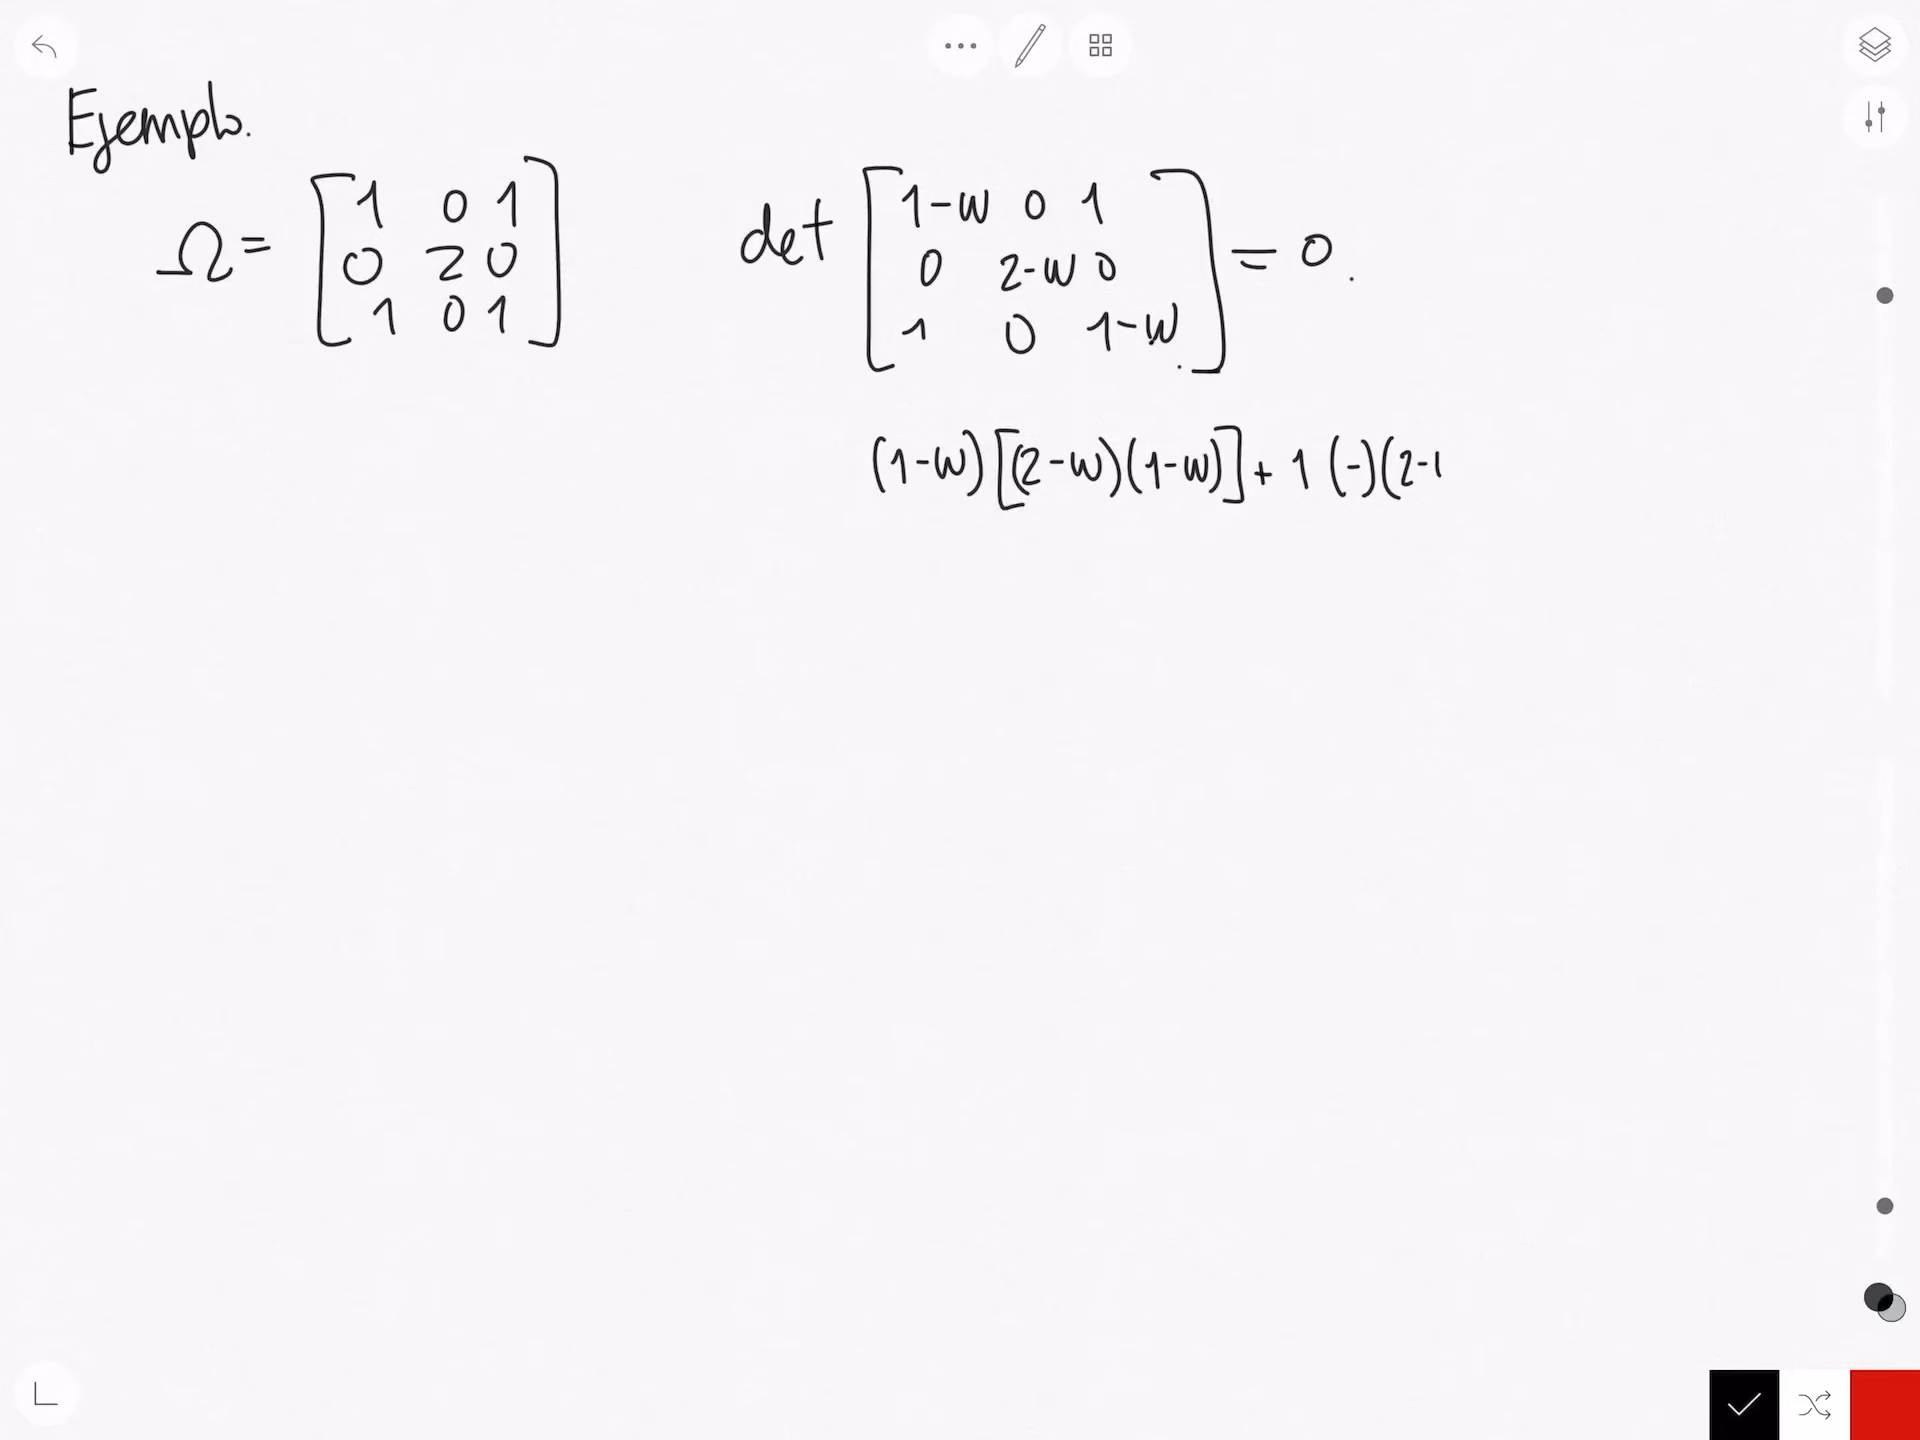 Ejemplo.
Ω = [1 0 1; 0 2 0; 1 0 1]
det [1-w 0 1; 0 2-w 0; 1 0 1-w] = 0.
(1-w)[(2-w)(1-w)] + 1 (-)(2-